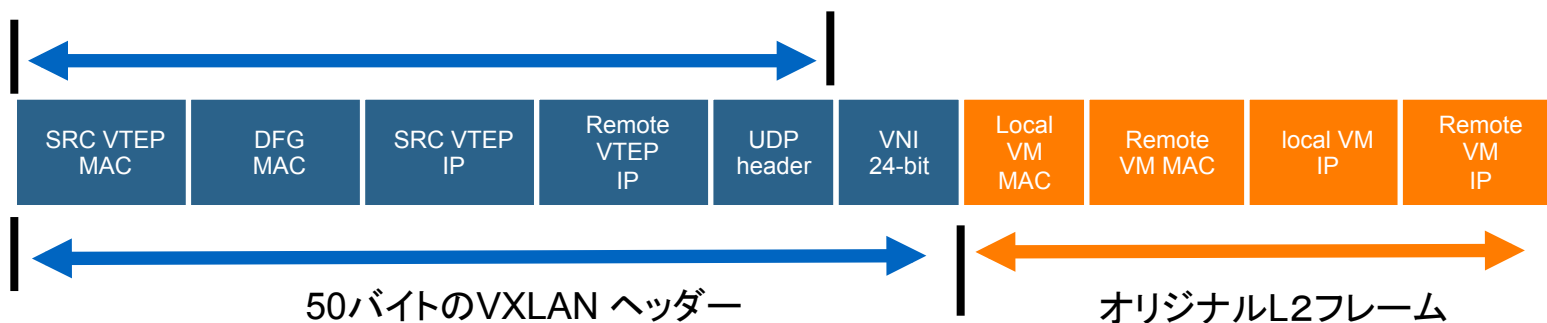 SRC VTEP
MAC
DFG
MAC
SRC VTEP
IP
Remote
VTEP
IP
UDP
header
VNI
24-bit
Local
VM
MAC
Remote
VM MAC
local VM
IP
Remote
VM
IP
50バイトのVXLAN ヘッダー
オリジナルL2フレーム